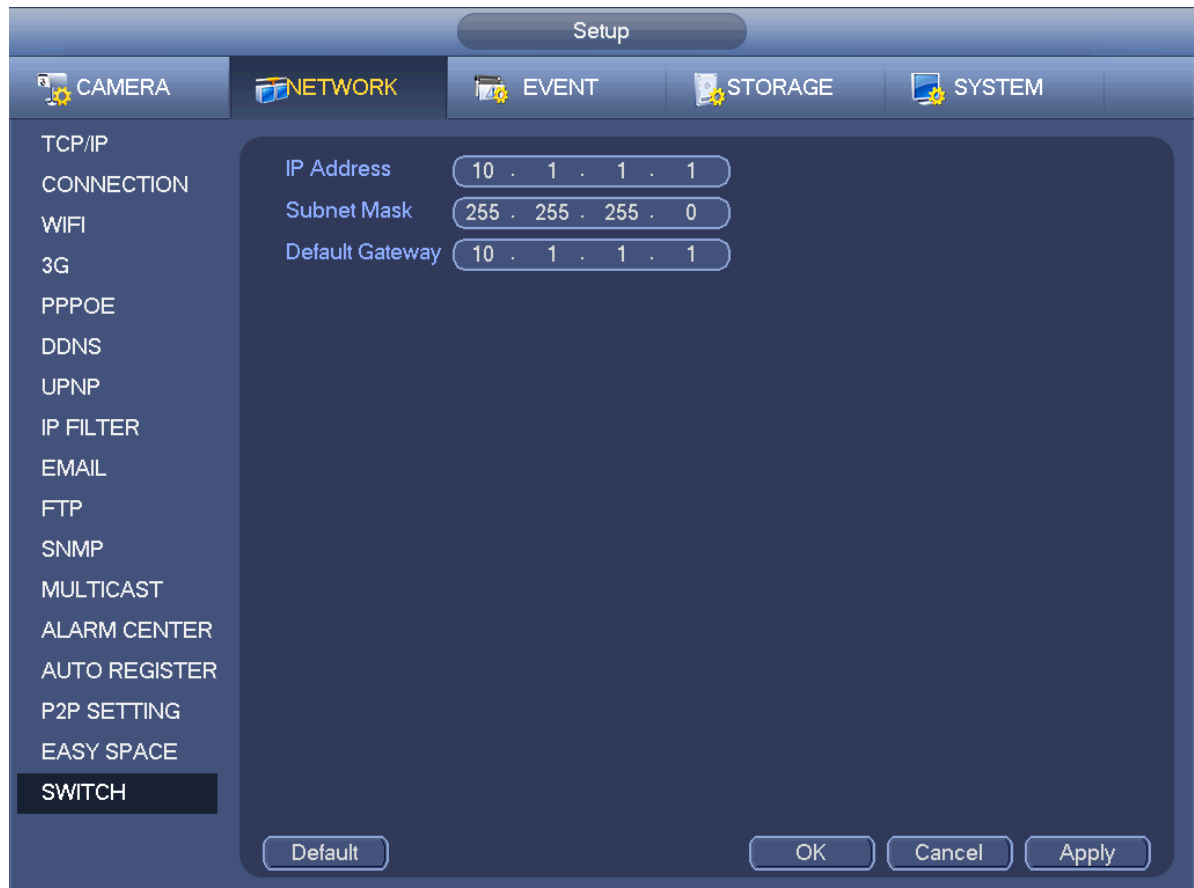 Setup
CAMERA NETWORK EVENT STORAGE SYSTEM
TCP/IP
CONNECTION
WIFI
3G
PPPOE
DDNS
UPNP
IP FILTER
EMAIL
FTP
SNMP
MULTICAST
ALARM CENTER
AUTO REGISTER
P2P SETTING
EASY SPACE
SWITCH
IP Address 10 . 1 . 1 . 1
Subnet Mask 255 . 255 . 255 . 0
Default Gateway 10 . 1 . 1 . 1
Default OK Cancel Apply